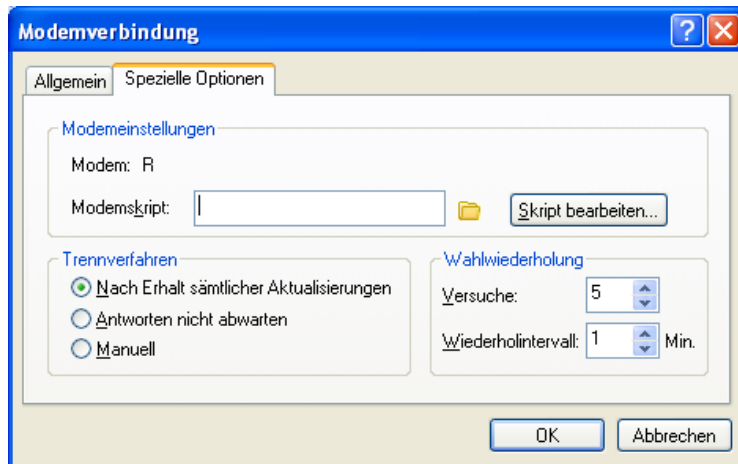 Modemverbindung
Allgemein
Spezielle Optionen
Modemeinstellungen
Modem: R
Modemskript:
Skript bearbeiten...
Trennverfahren
Nach Erhalt sämtlicher Aktualisierungen
Antworten nicht abwarten
Manuell
Wahlwiederholung
Versuche: 5
Wiederholintervall: 1 Min.
OK
Abbrechen